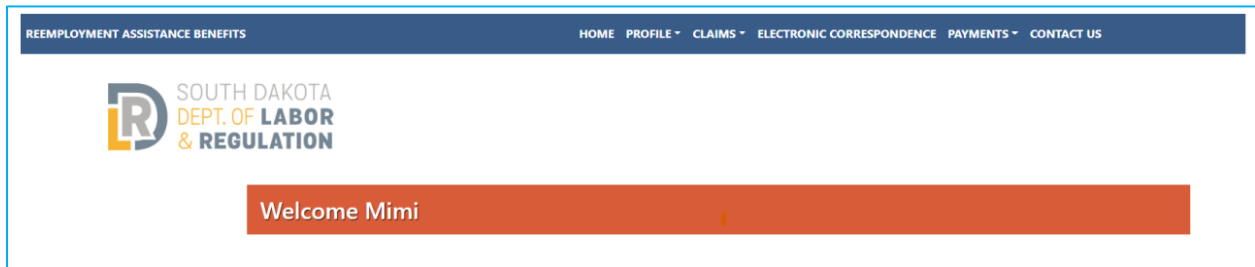 REEMPLOYMENT ASSISTANCE BENEFITS HOME PROFILE CLAIMS ELECTRONIC CORRESPONDENCE PAYMENTS CONTACT US
SOUTH DAKOTA
DEPT. OF LABOR
& REGULATION
Welcome Mimi